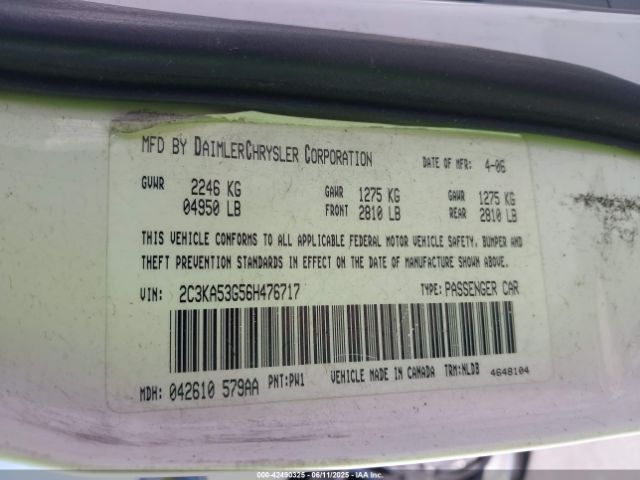 MFD BY DAIMLERCHRYSLER CORPORATION DATE OF MFR: 4-06
GVWR 2246 KG GAWR 1275 KG GAWR 1275 KG
04950 LB FRONT 2810 LB REAR 2810 LB
THIS VEHICLE CONFORMS TO ALL APPLICABLE FEDERAL MOTOR VEHICLE SAFETY, BUMPER AND
THEFT PREVENTION STANDARDS IN EFFECT ON THE DATE OF MANUFACTURE SHOWN ABOVE.
VIN: 2C3KA53G56H476717 TYPE: PASSENGER CAR
MDH: 042610 579AA PNT:PW1 VEHICLE MADE IN CANADA TRM:NLDB 4648104
000-42490325 - 06/11/2025 - IAAI.com